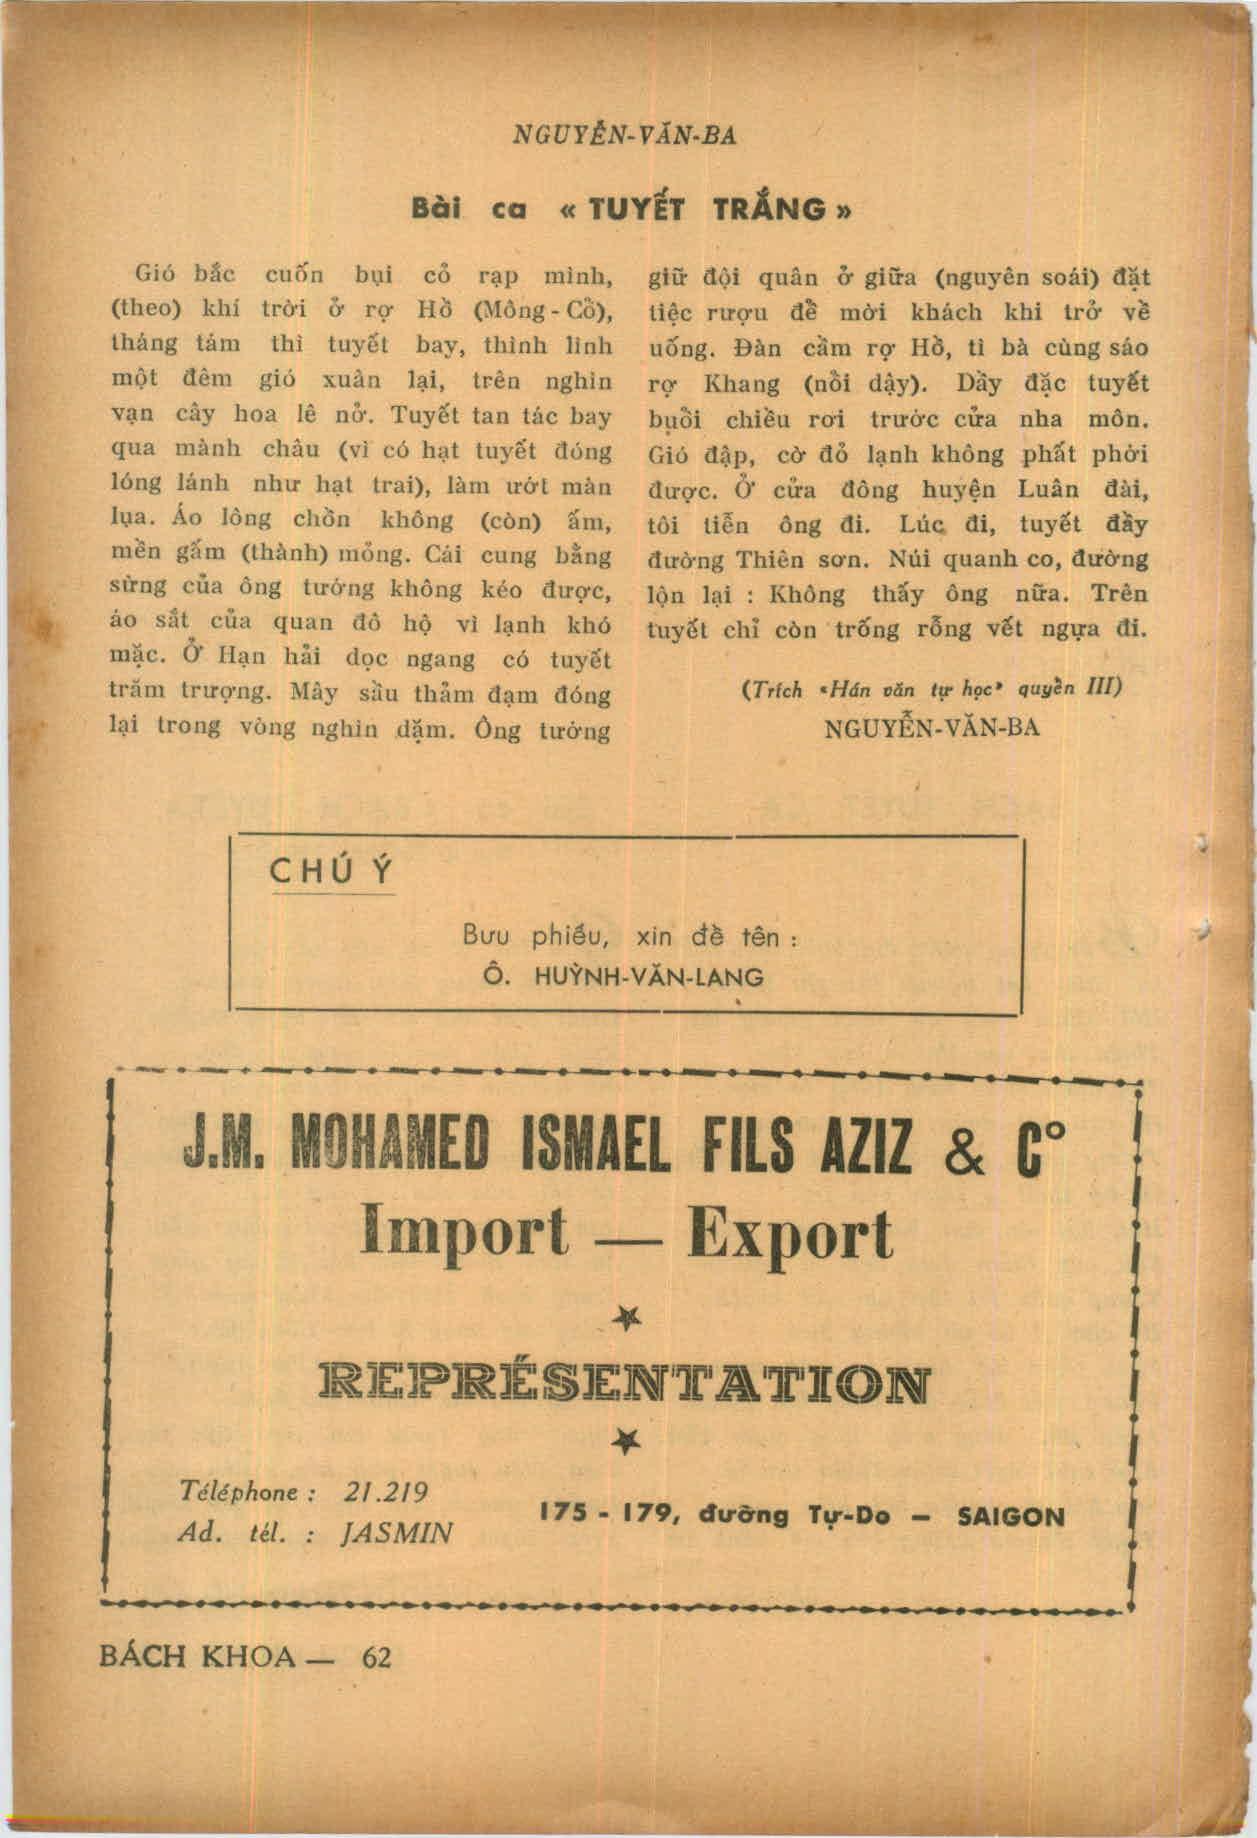 NGUYỄN-VĂN-BA
Bài ca « TUYẾT TRẮNG »
Gió bắc cuốn bụi cỏ rạp mình,
(theo) khí trời ở rợ Hồ (Mông-Cổ),
tháng tám thì tuyết bay, thình lình
một đêm gió xuân lại, trên nghìn
vạn cây hoa lê nở. Tuyết tan tác bay
qua mành châu (vì có hạt tuyết đóng
lóng lánh như hạt trai), làm ướt màn
lụa. Áo lông chồn không (còn) ấm,
mền gấm (thành) mỏng. Cái cung bằng
sừng của ông tướng không kéo được,
áo sắt của quan đô hộ vì lạnh khó
mặc. Ở Hạn hải dọc ngang có tuyết
trăm trượng. Mây sầu thảm đạm đóng
lại trong vòng nghìn dặm. Ông tướng
giữ đội quân ở giữa (nguyên soái) đặt
tiệc rượu để mời khách khi trở về
uống. Đàn cầm rợ Hồ, tì bà cùng sáo
rợ Khang (nổi dậy). Dầy đặc tuyết
buổi chiều rơi trước cửa nha môn.
Gió đập, cờ đỏ lạnh không phất phới
được. Ở cửa đông huyện Luân đài,
tôi tiễn ông đi. Lúc đi, tuyết đầy
đường Thiên sơn. Núi quanh co, đường
lộn lại : Không thấy ông nữa. Trên
tuyết chỉ còn trống rỗng vết ngựa đi.
(Trích «Hán văn tự học» quyển III)
NGUYỄN-VĂN-BA
CHÚ Ý
Bưu phiếu, xin đề tên :
Ô. HUỲNH-VĂN-LANG
J.M. MOHAMED ISMAEL FILS AZIZ & Cº
Import — Export
REPRÉSENTATION
Téléphone : 21.219
Ad. tél. : JASMIN
175 - 179, đường Tự-Do — SAIGON
BÁCH KHOA — 62